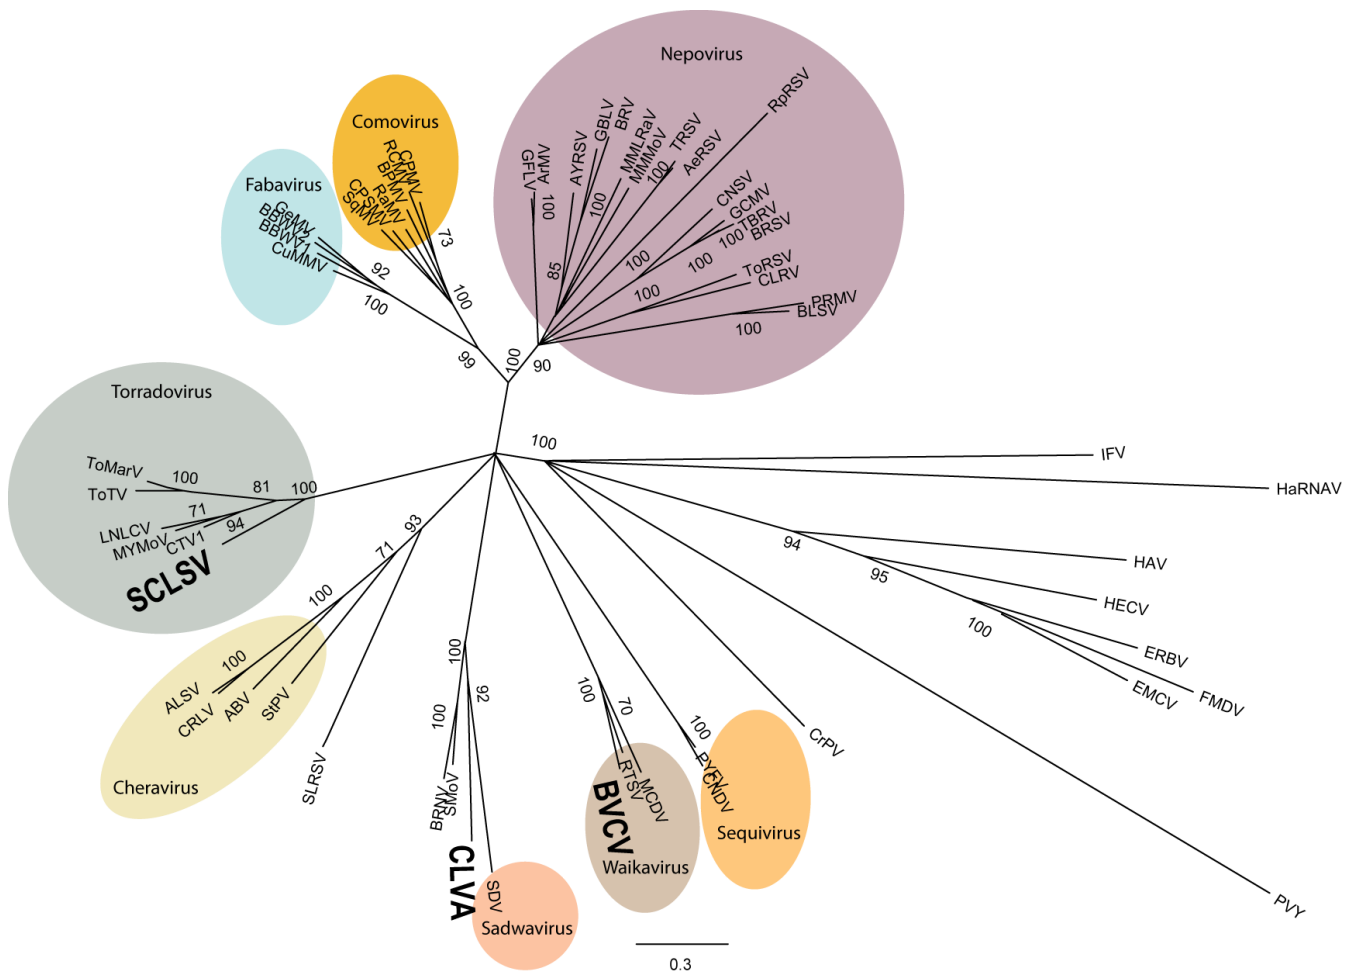 Nepovirus
RpRSV
BRV
GBLV
AYRSV
TRSV
MMLRaV
MMMoV
100
AeRSV
ArMV
GFLV
100
100
85
CNSV
GCMV
TBRV
BRSV
100
100
100
ToRSV
CLRV
100
PRMV
BLSV
100
90
100
Comovirus
CPMV
RCMV
BPMV
RaMV
CPSMV
SqMV
73
100
Fabavirus
GeMV
BBWV2
BBWV1
CuMMV
92
100
99
Torradovirus
ToMarV
ToTV
100
81
100
LNLCV
71
MYMoV
CTV1
94
SCLSV
100
IFV
HaRNAV
94
HAV
95
HECV
100
ERBV
EMCV
FMDV
93
71
100
100
ALSV
CRLV
ABV
StPV
Cheravirus
SLRSV
100
92
100
BRNV
SMoV
CLVA
SDV
Sadwavirus
100
70
RTSV
MCDV
BVCV
Waikavirus
100
PYFV
CNDV
Sequivirus
CrPV
PVY
0.3